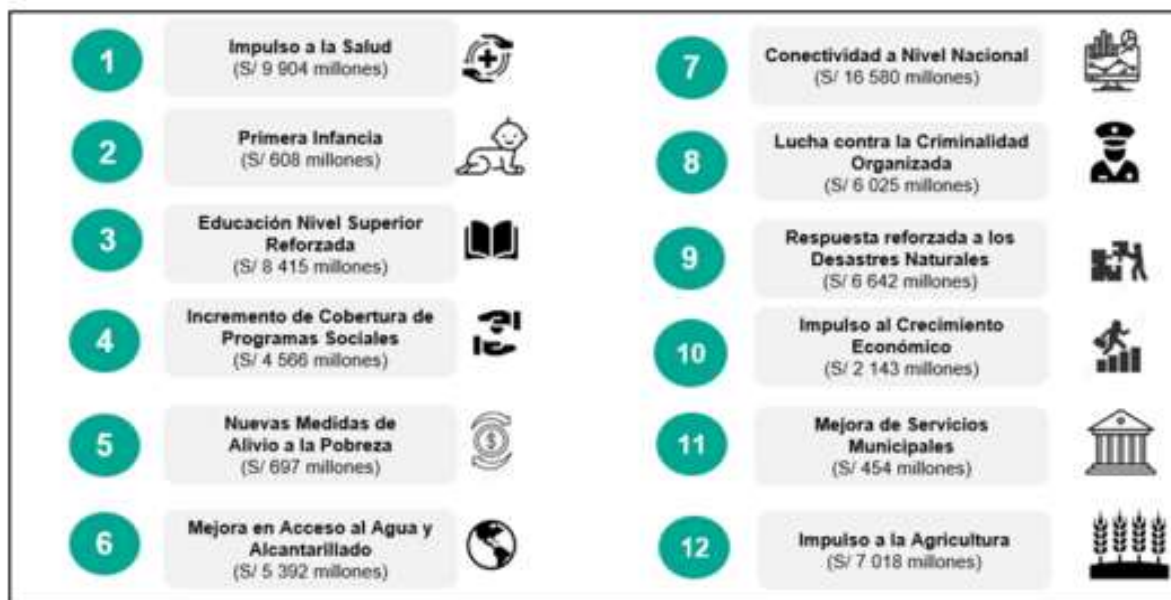 1
Impulso a la Salud
(S/ 9 904 millones)
2
Primera Infancia
(S/ 608 millones)
3
Educación Nivel Superior
Reforzada
(S/ 8 415 millones)
4
Incremento de Cobertura de
Programas Sociales
(S/ 4 566 millones)
5
Nuevas Medidas de
Alivio a la Pobreza
(S/ 697 millones)
$
6
Mejora en Acceso al Agua y
Alcantarillado
(S/ 5 392 millones)
7
Conectividad a Nivel Nacional
(S/ 16 580 millones)
8
Lucha contra la Criminalidad
Organizada
(S/ 6 025 millones)
9
Respuesta reforzada a los
Desastres Naturales
(S/ 6 642 millones)
10
Impulso al Crecimiento
Económico
(S/ 2 143 millones)
11
Mejora de Servicios
Municipales
(S/ 454 millones)
12
Impulso a la Agricultura
(S/ 7 018 millones)